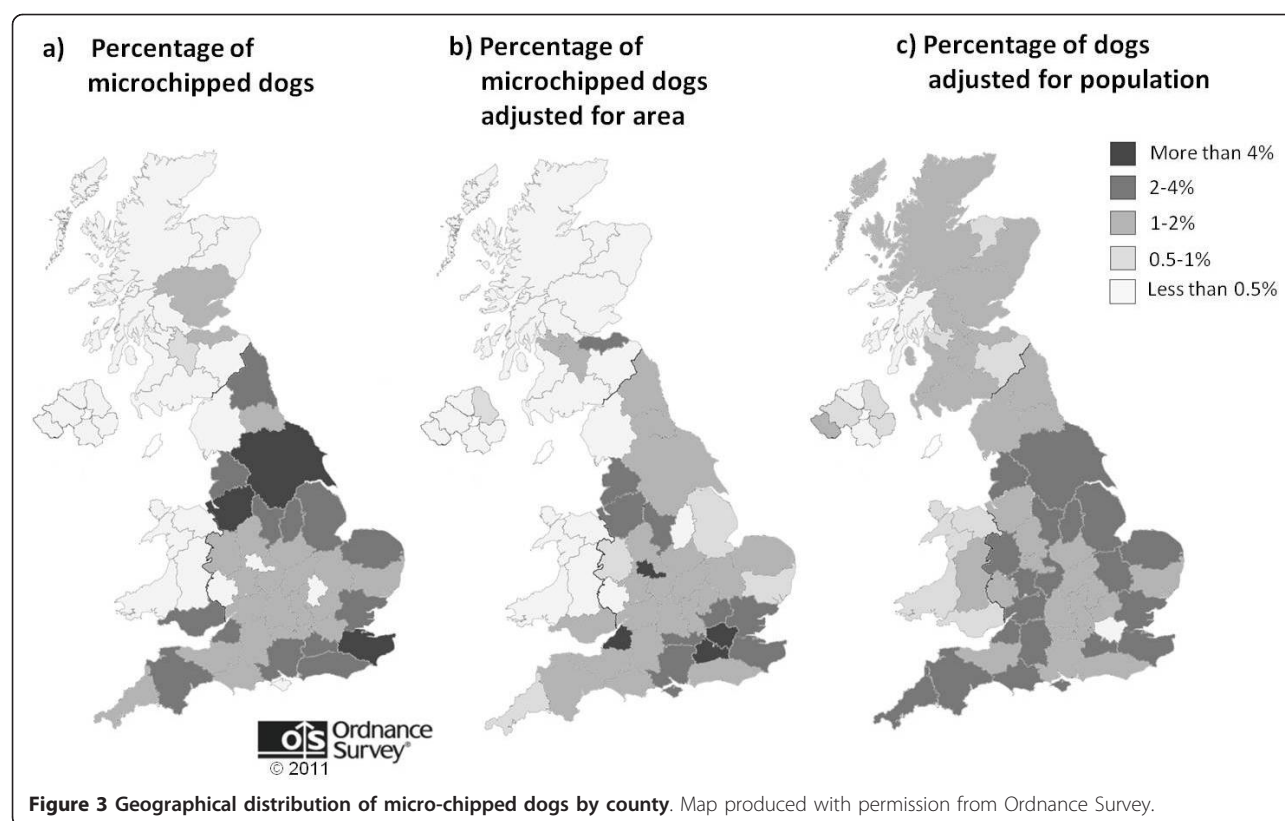 a) Percentage of
microchipped dogs
b) Percentage of
microchipped dogs
adjusted for area
c) Percentage of dogs
adjusted for population
More than 4%
2-4%
1-2%
0.5-1%
Less than 0.5%
OS Ordnance
Survey®
© 2011
Figure 3 Geographical distribution of micro-chipped dogs by county. Map produced with permission from Ordnance Survey.